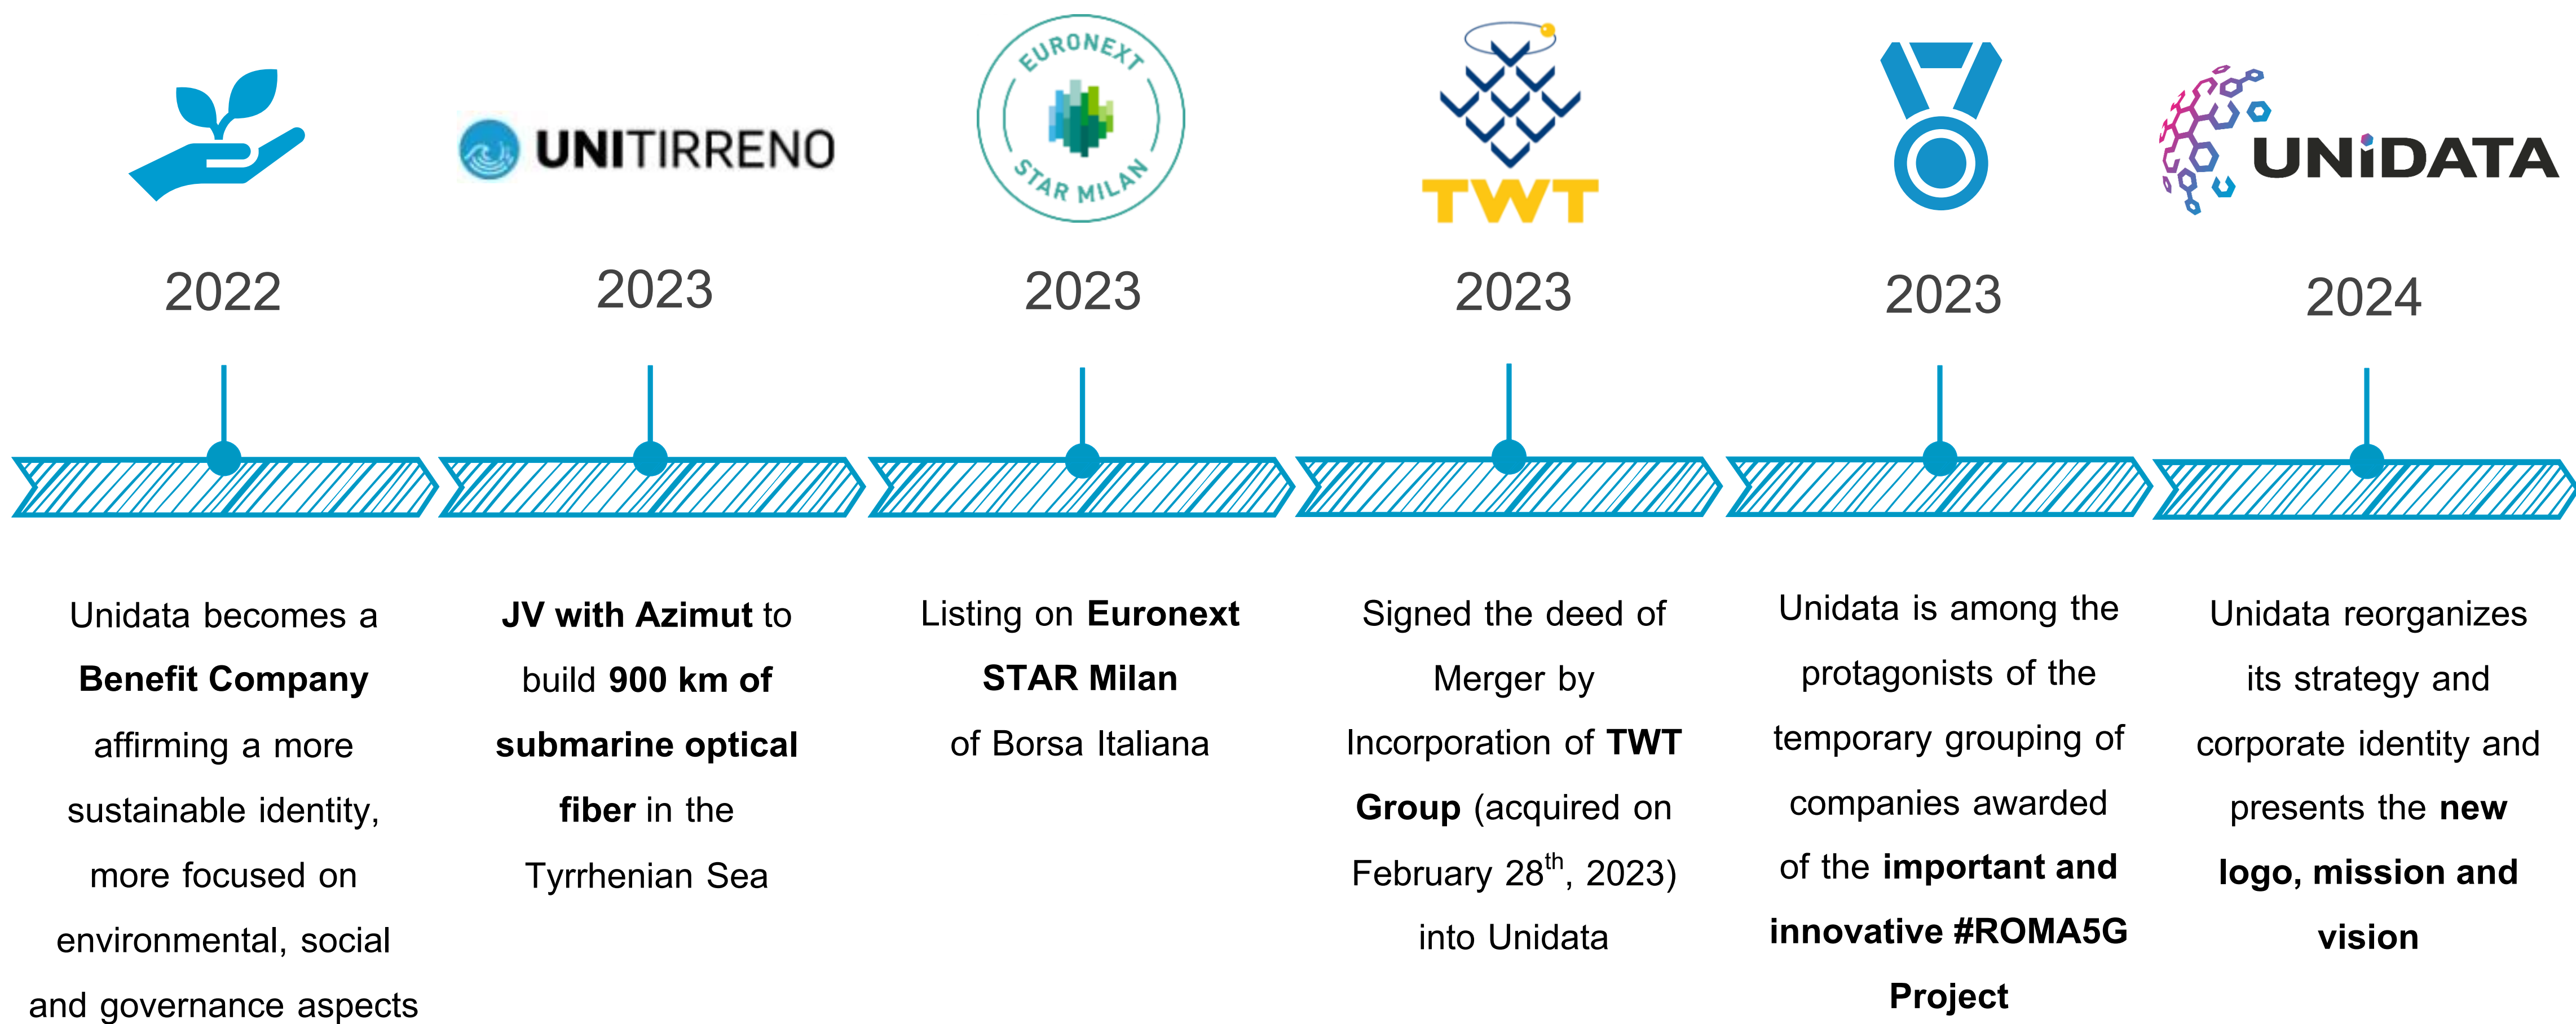 UNITIRRENO
EURONEXT
STAR MILAN
TWT
UNiDATA
2022
2023
2023
2023
2023
2024
Unidata becomes a
Benefit Company
affirming a more
sustainable identity,
more focused on
environmental, social
and governance aspects
JV with Azimut to
build 900 km of
submarine optical
fiber in the
Tyrrhenian Sea
Listing on Euronext
STAR Milan
of Borsa Italiana
Signed the deed of
Merger by
Incorporation of TWT
Group (acquired on
February 28th, 2023)
into Unidata
Unidata is among the
protagonists of the
temporary grouping of
companies awarded
of the important and
innovative #ROMA5G
Project
Unidata reorganizes
its strategy and
corporate identity and
presents the new
logo, mission and
vision